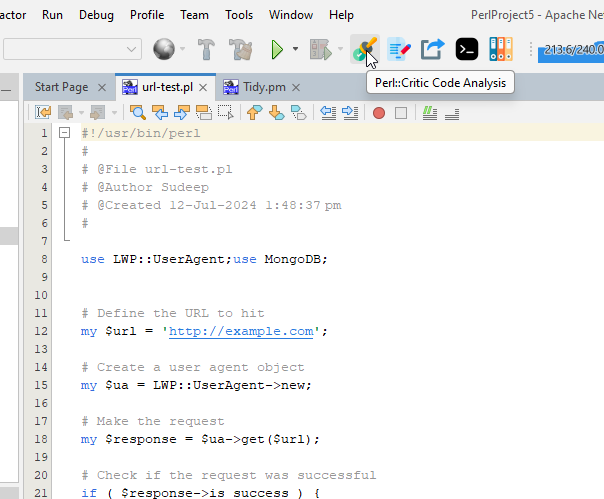 actor Run Debug Profile Team Tools Window Help PerlProject5 - Apache Net
213.6/240.0
Perl::Critic Code Analysis
Start Page url-test.pl Tidy.pm
1 #!/usr/bin/perl
2 #
3 # @File url-test.pl
4 # @Author Sudeep
5 # @Created 12-Jul-2024 1:48:37 pm
6 #
7
8 use LWP::UserAgent;use MongoDB;
9
10
11 # Define the URL to hit
12 my $url = 'http://example.com';
13
14 # Create a user agent object
15 my $ua = LWP::UserAgent->new;
16
17 # Make the request
18 my $response = $ua->get($url);
19
20 # Check if the request was successful
21 if ( $response->is_success ) {